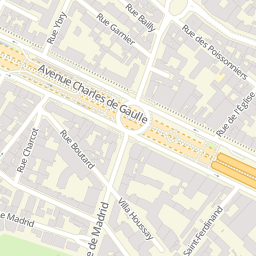 Rue Ybry
Rue Garnier
Rue Bailly
Rue des Poissonniers
Avenue Charles de Gaulle
Rue de l'Église
Rue Charcot
Rue Boutard
e Madrid
e de Madrid
Villa Houssay
Saint-Ferdinand